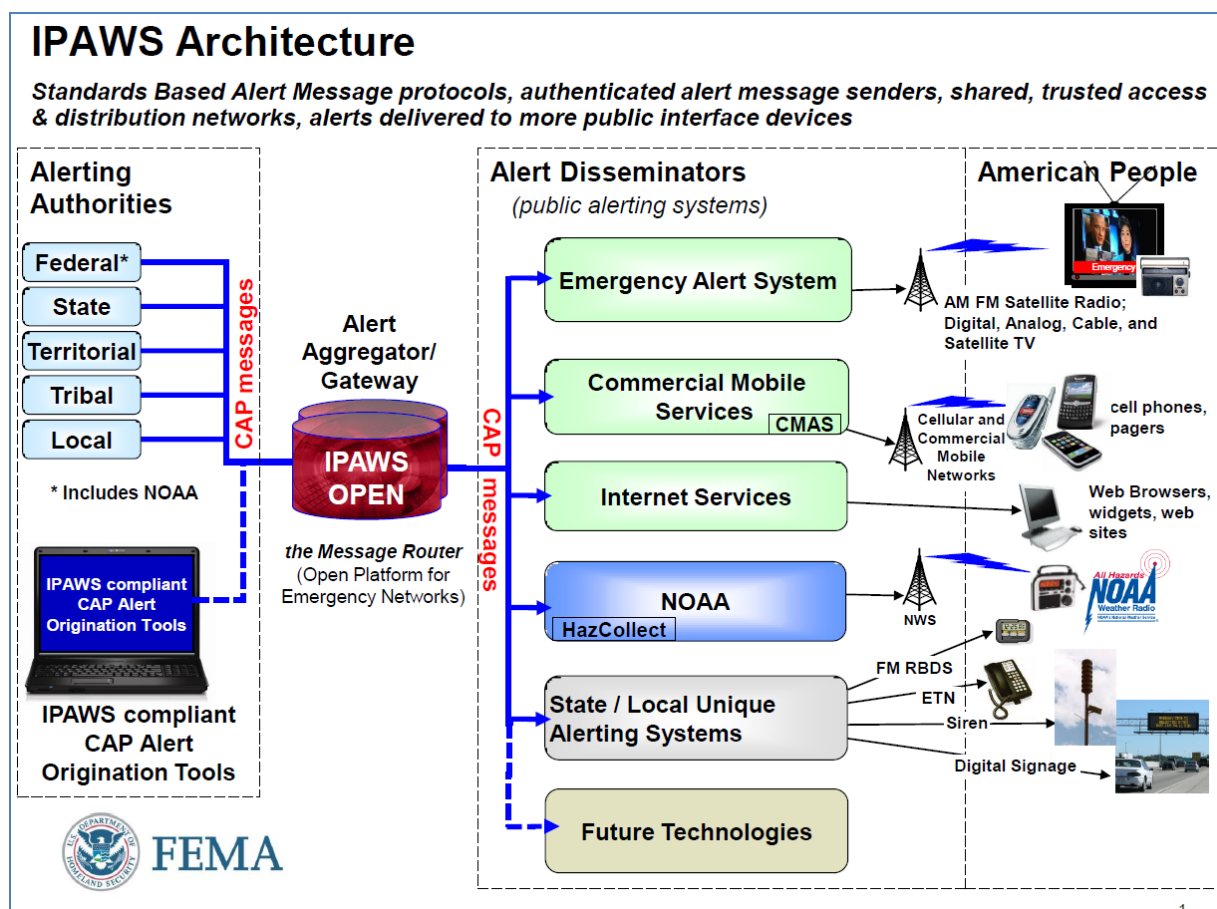 IPAWS Architecture
Standards Based Alert Message protocols, authenticated alert message senders, shared, trusted access
& distribution networks, alerts delivered to more public interface devices
Alerting
Authorities
Federal*
State
Territorial
Tribal
Local
* Includes NOAA
CAP messages
IPAWS compliant
CAP Alert
Origination Tools
IPAWS compliant
CAP Alert
Origination Tools
FEMA
Alert
Aggregator/
Gateway
IPAWS
OPEN
the Message Router
(Open Platform for
Emergency Networks)
CAP messages
Alert Disseminators
(public alerting systems)
Emergency Alert System
Commercial Mobile
Services
CMAS
Internet Services
NOAA
HazCollect
State / Local Unique
Alerting Systems
Future Technologies
American People
Emergency
AM FM Satellite Radio;
Digital, Analog, Cable, and
Satellite TV
Cellular and
Commercial
Mobile
Networks
cell phones,
pagers
Web Browsers,
widgets, web
sites
NWS
All Hazards
NOAA
Weather Radio
FM RBDS
ETN
Siren
Digital Signage
1